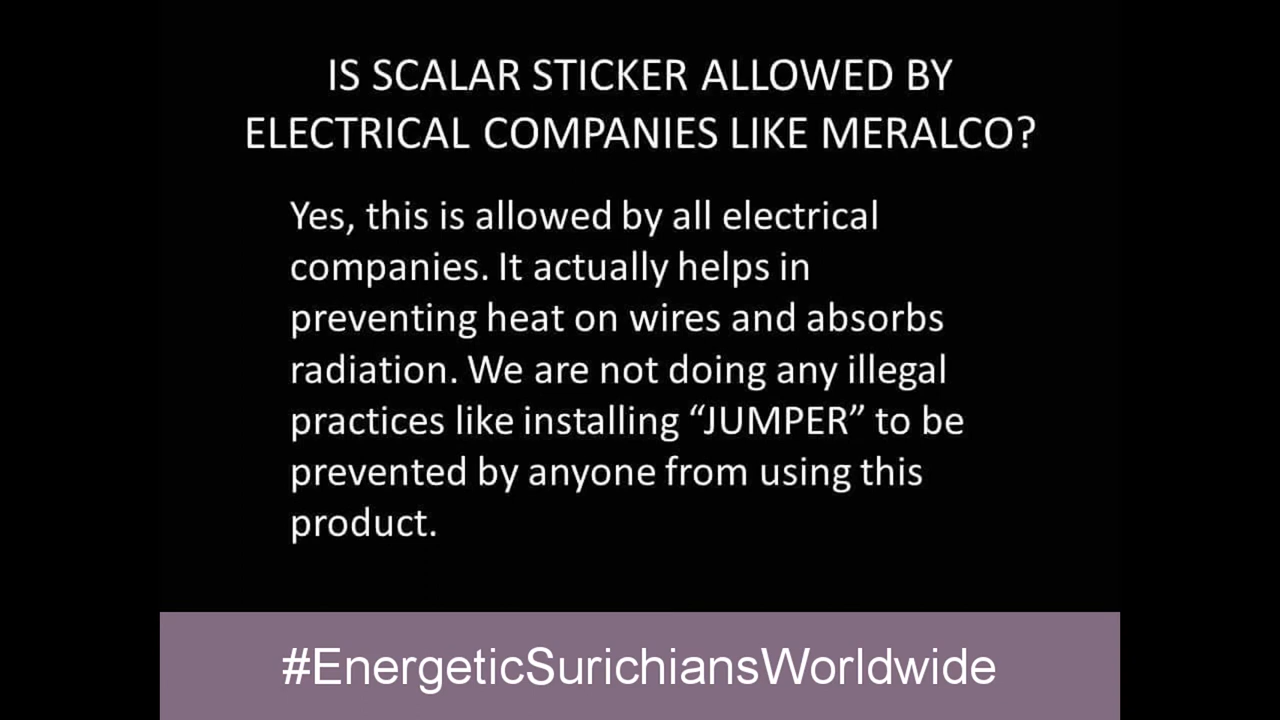 IS SCALAR STICKER ALLOWED BY
ELECTRICAL COMPANIES LIKE MERALCO?
Yes, this is allowed by all electrical
companies. It actually helps in
preventing heat on wires and absorbs
radiation. We are not doing any illegal
practices like installing “JUMPER” to be
prevented by anyone from using this
product.
#EnergeticSurichiansWorldwide